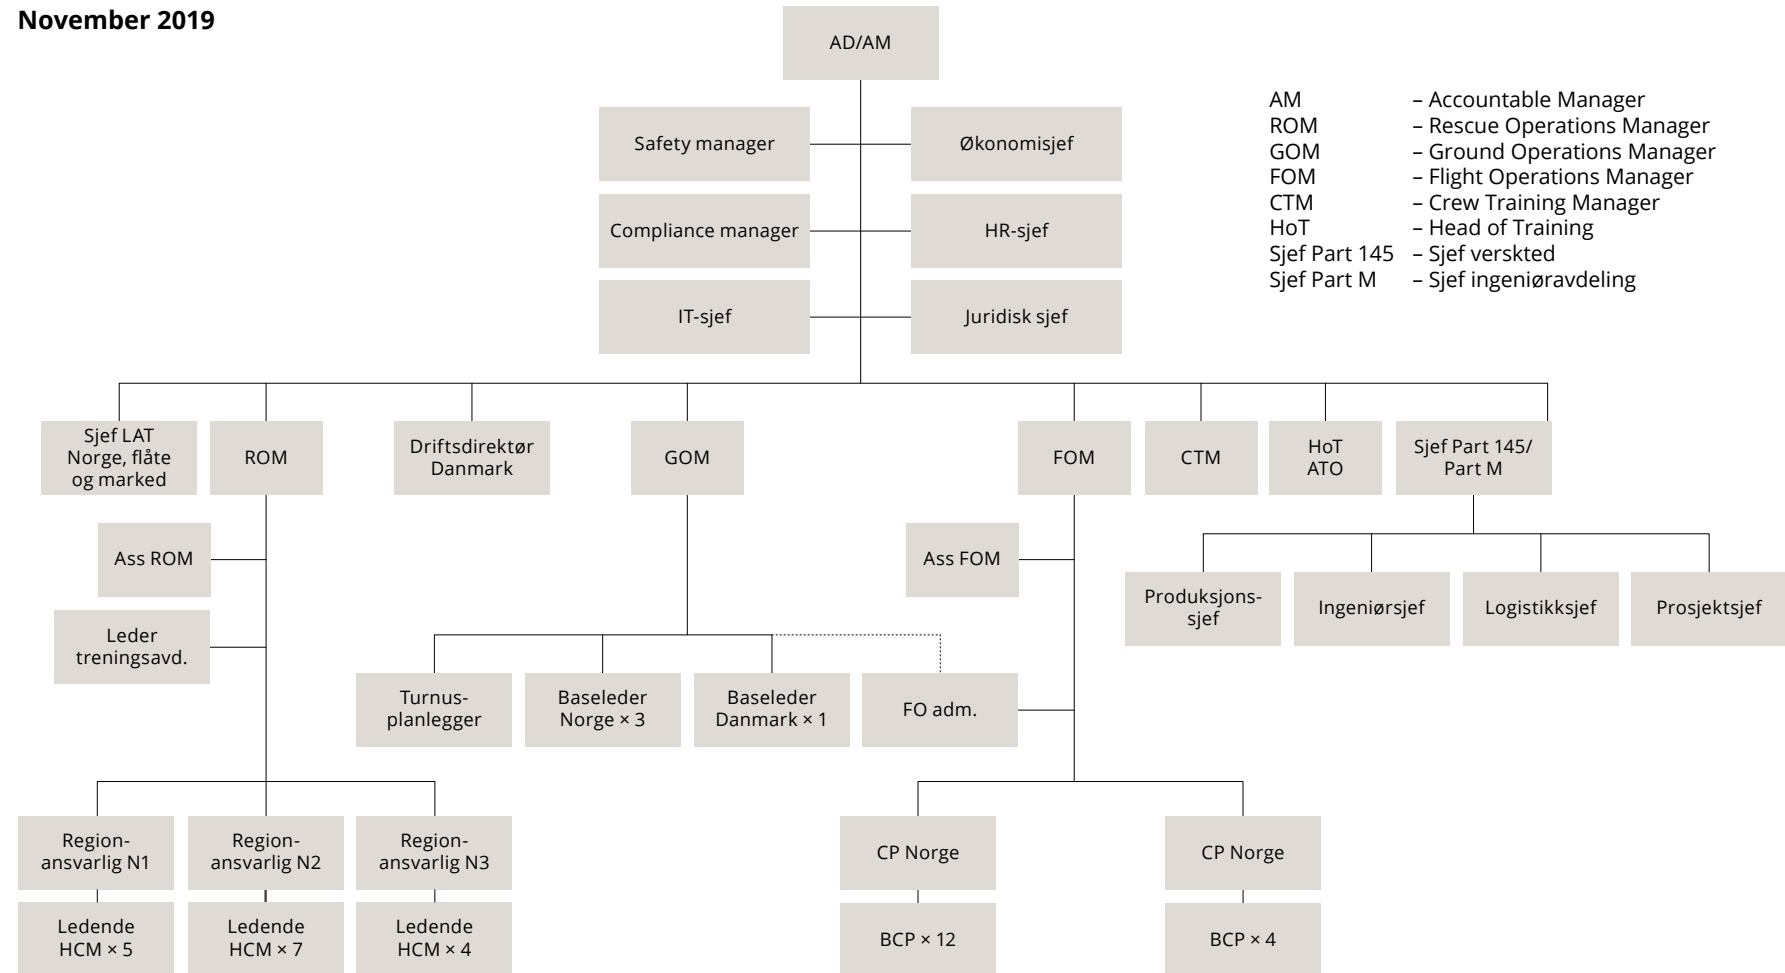 November 2019
AD/AM
AM – Accountable Manager
ROM – Rescue Operations Manager
GOM – Ground Operations Manager
FOM – Flight Operations Manager
CTM – Crew Training Manager
HoT – Head of Training
Sjef Part 145 – Sjef verskted
Sjef Part M – Sjef ingeniøravdeling
Safety manager
Økonomisjef
Compliance manager
HR-sjef
IT-sjef
Juridisk sjef
Sjef LAT
Norge, flåte
og marked
ROM
Driftsdirektør
Danmark
GOM
FOM
CTM
HoT
ATO
Sjef Part 145/
Part M
Ass ROM
Ass FOM
Produksjons-
sjef
Ingeniørsjef
Logistikksjef
Prosjektsjef
Leder
treningsavd.
Turnus-
planlegger
Baseleder
Norge × 3
Baseleder
Danmark × 1
FO adm.
Region-
ansvarlig N1
Region-
ansvarlig N2
Region-
ansvarlig N3
CP Norge
CP Norge
Ledende
HCM × 5
Ledende
HCM × 7
Ledende
HCM × 4
BCP × 12
BCP × 4